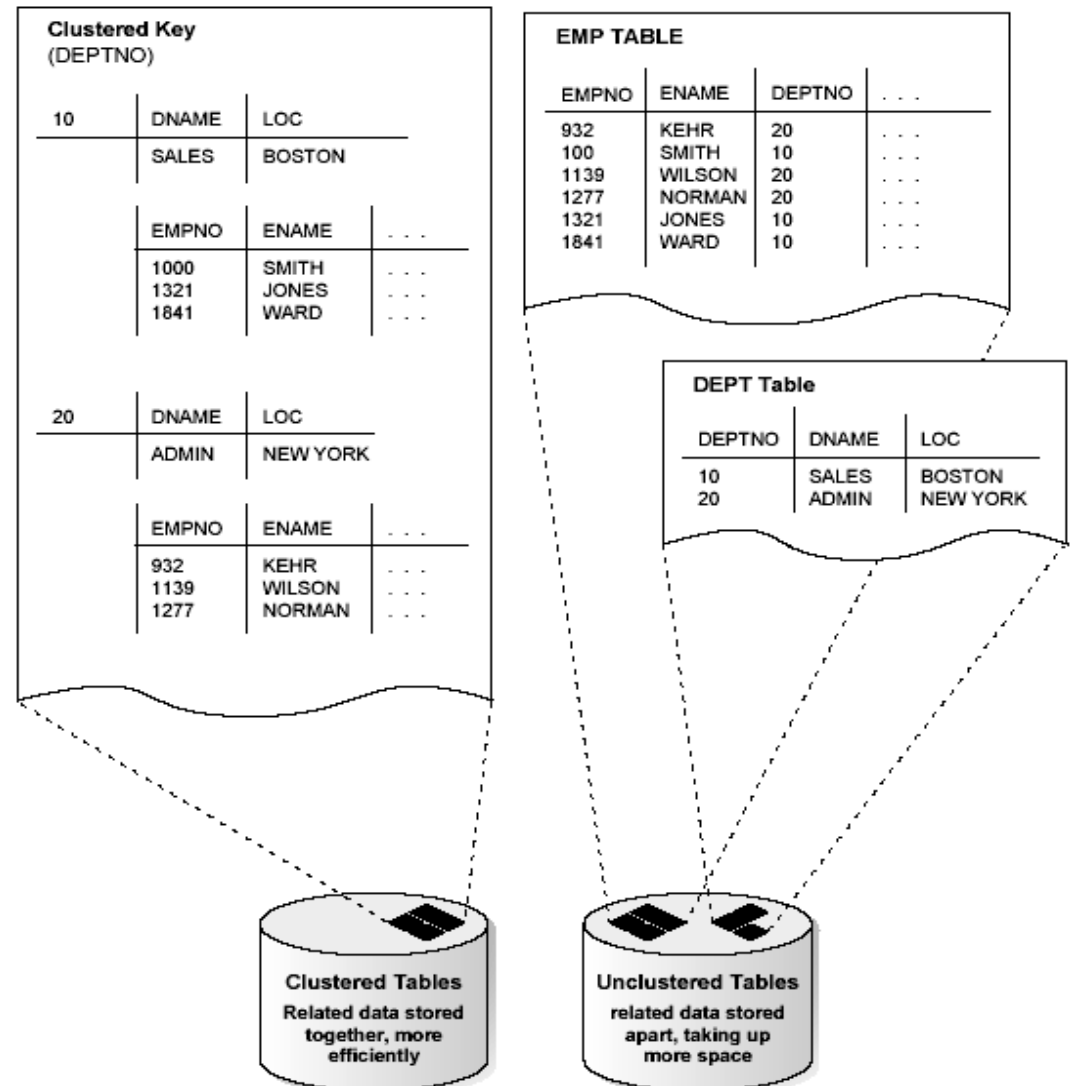 Clustered Key
(DEPTNO)
10 DNAME LOC
SALES BOSTON
EMPNO ENAME . . .
1000 SMITH . . .
1321 JONES . . .
1841 WARD . . .
20 DNAME LOC
ADMIN NEW YORK
EMPNO ENAME . . .
932 KEHR . . .
1139 WILSON . . .
1277 NORMAN . . .
EMP TABLE
EMPNO ENAME DEPTNO . . .
932 KEHR 20 . . .
100 SMITH 10 . . .
1139 WILSON 20 . . .
1277 NORMAN 20 . . .
1321 JONES 10 . . .
1841 WARD 10 . . .
DEPT Table
DEPTNO DNAME LOC
10 SALES BOSTON
20 ADMIN NEW YORK
Clustered Tables
Related data stored
together, more
efficiently
Unclustered Tables
related data stored
apart, taking up
more space